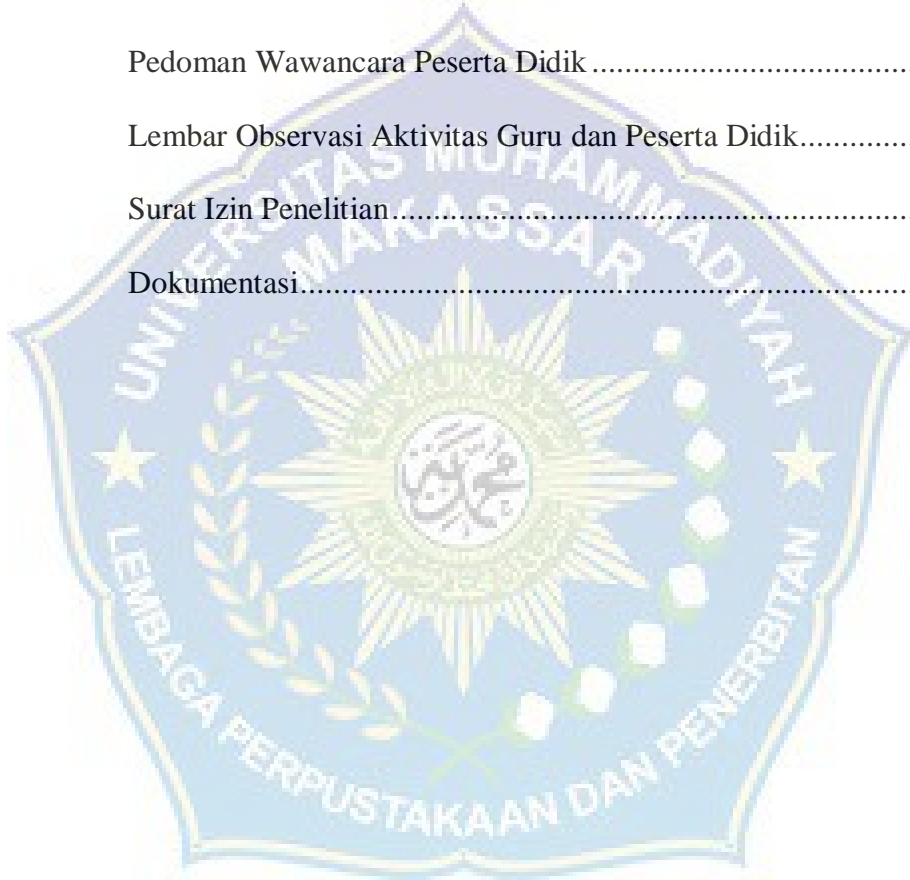 Pedoman Wawancara Peserta Didik ......................................
Lembar Observasi Aktivitas Guru dan Peserta Didik.............
Surat Izin Penelitian...............................................................
Dokumentasi..........................................................................
UNIVERSITAS MUHAMMADIYAH
MAKASSAR
LEMBAGA PERPUSTAKAAN DAN PENERBITAN